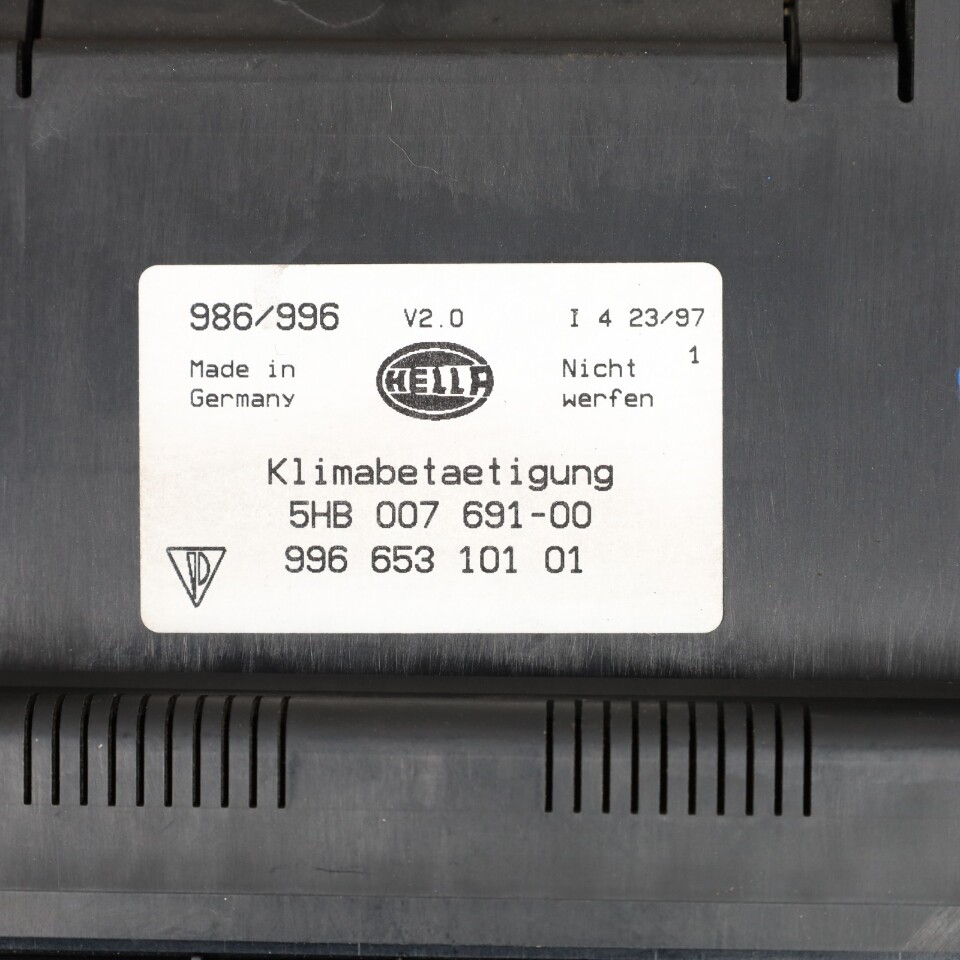 986/996 V2.0 I 4 23/97
1
Made in HELLA Nicht
Germany werfen
Klimabetaetigung
5HB 007 691-00
996 653 101 01